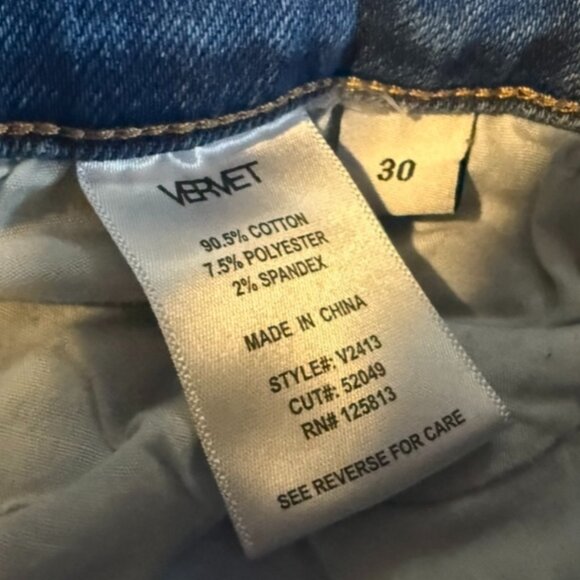 VERVET
30
90.5% COTTON
7.5% POLYESTER
2% SPANDEX
MADE IN CHINA
STYLE#: V2413
CUT#: 52049
RN# 125813
SEE REVERSE FOR CARE